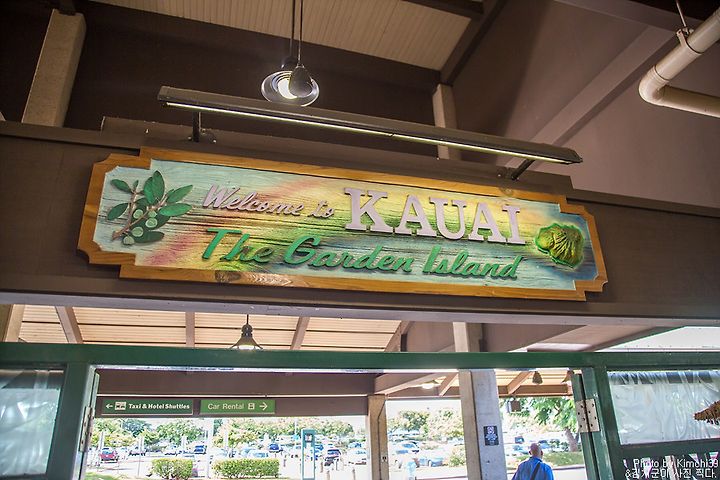 Welcome to KAUAI
The Garden Island
Taxi & Hotel Shuttles
Car Rental
Photo by Kimchi39